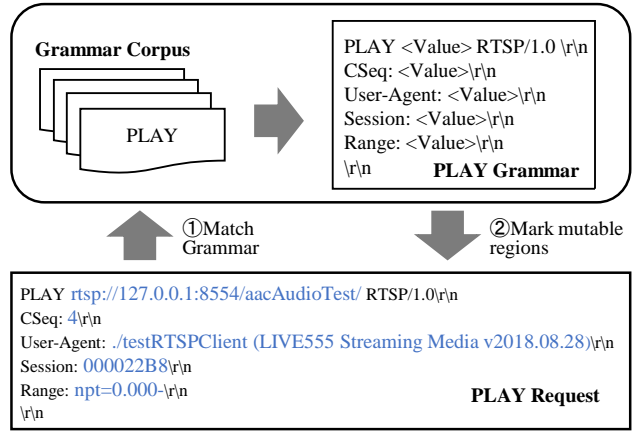 Grammar Corpus
PLAY
PLAY <Value> RTSP/1.0 \r\n
CSeq: <Value>\r\n
User-Agent: <Value>\r\n
Session: <Value>\r\n
Range: <Value>\r\n
\r\n
PLAY Grammar
①Match
Grammar
②Mark mutable
regions
PLAY rtsp://127.0.0.1:8554/aacAudioTest/ RTSP/1.0\r\n
CSeq: 4\r\n
User-Agent: ./testRTSPClient (LIVE555 Streaming Media v2018.08.28)\r\n
Session: 000022B8\r\n
Range: npt=0.000-\r\n
\r\n
PLAY Request